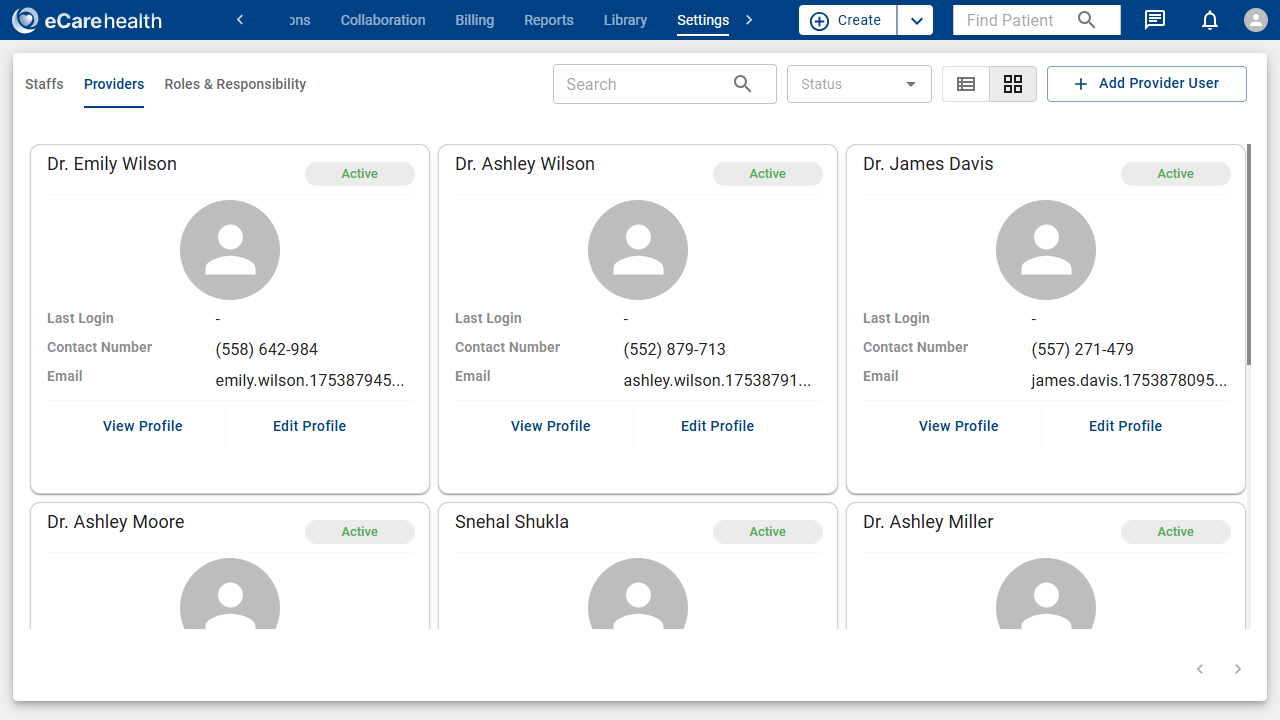 eCarehealth
ons
Collaboration
Billing
Reports
Library
Settings
Create
Find Patient
Staffs
Providers
Roles & Responsibility
Search
Status
Add Provider User
Dr. Emily Wilson
Active
Last Login
-
Contact Number
(558) 642-984
Email
emily.wilson.175387945...
View Profile
Edit Profile
Dr. Ashley Wilson
Active
Last Login
-
Contact Number
(552) 879-713
Email
ashley.wilson.17538791...
View Profile
Edit Profile
Dr. James Davis
Active
Last Login
-
Contact Number
(557) 271-479
Email
james.davis.1753878095...
View Profile
Edit Profile
Dr. Ashley Moore
Active
Snehal Shukla
Active
Dr. Ashley Miller
Active